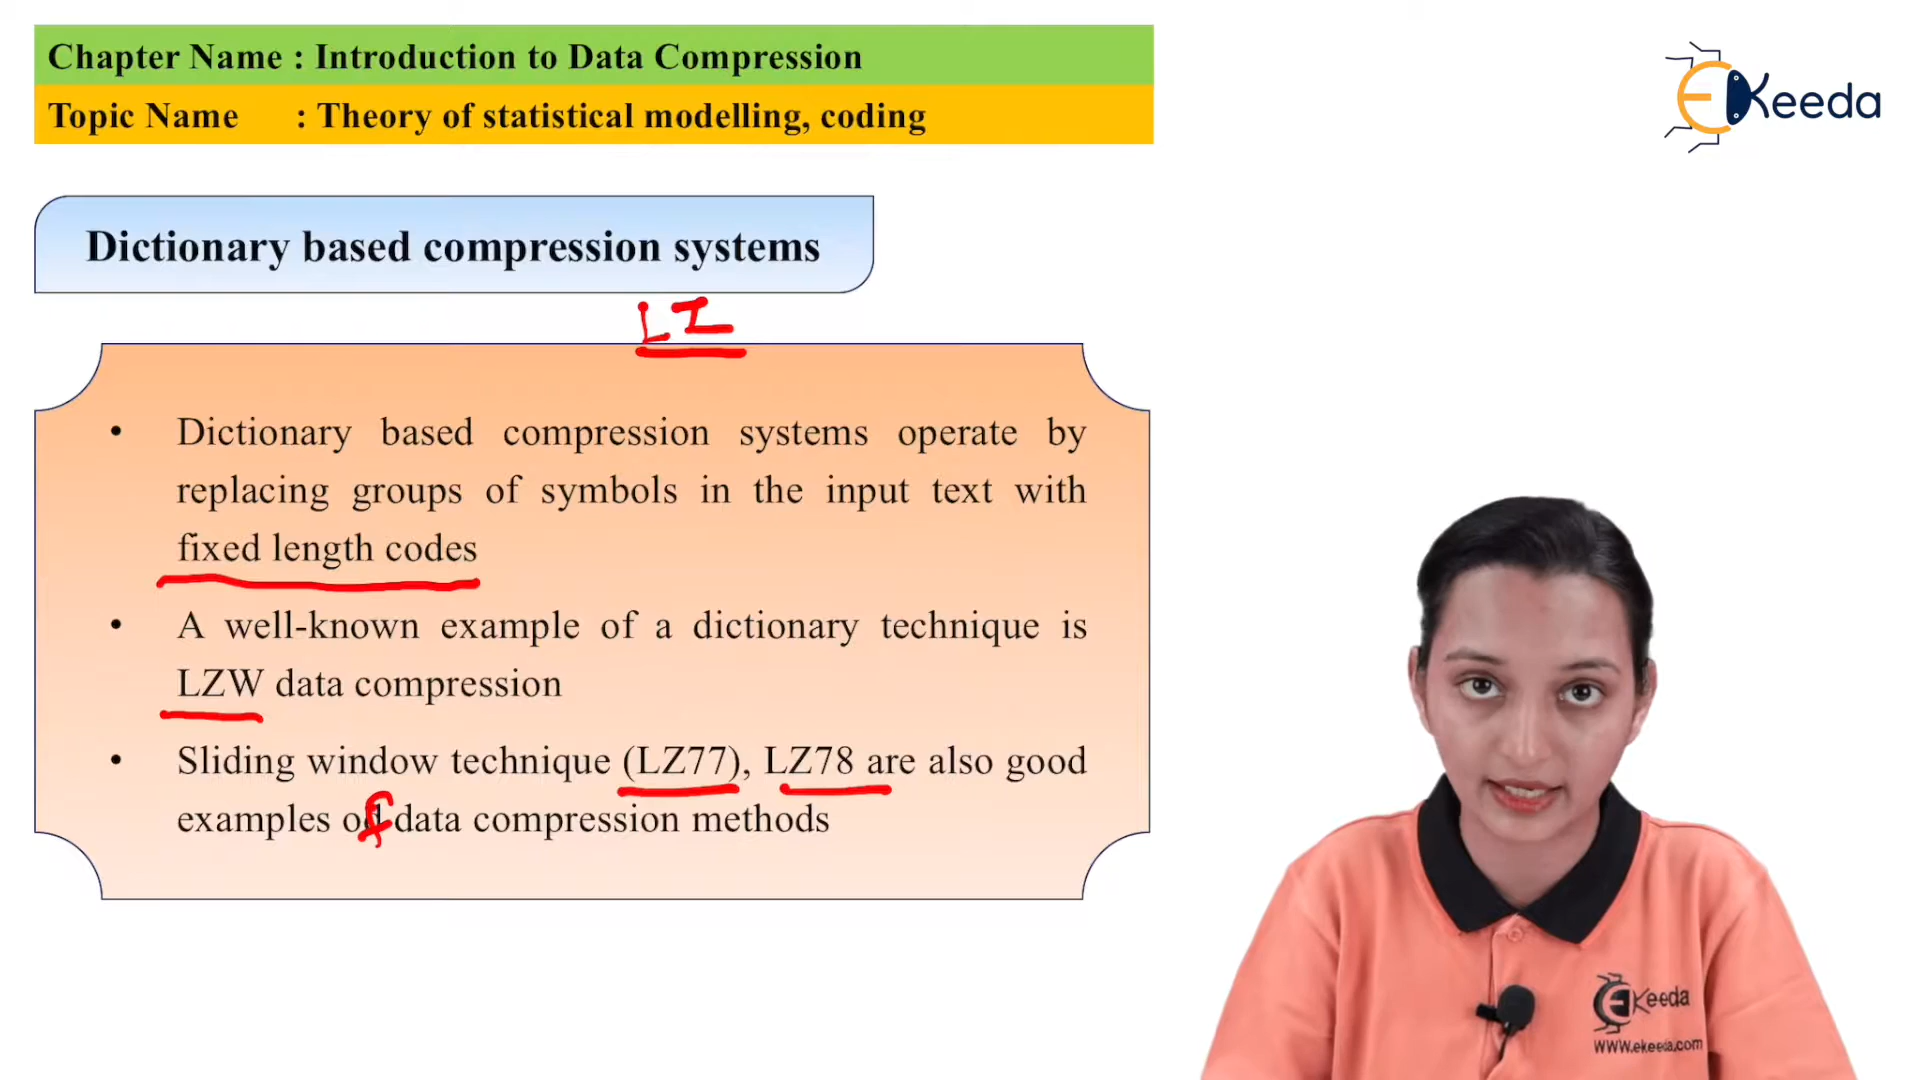 Chapter Name : Introduction to Data Compression
Topic Name : Theory of statistical modelling, coding
EKeeda
Dictionary based compression systems
LZ
• Dictionary based compression systems operate by
replacing groups of symbols in the input text with
fixed length codes
• A well-known example of a dictionary technique is
LZW data compression
• Sliding window technique (LZ77), LZ78 are also good
examples of data compression methods
EKeeda
www.ekeeda.com